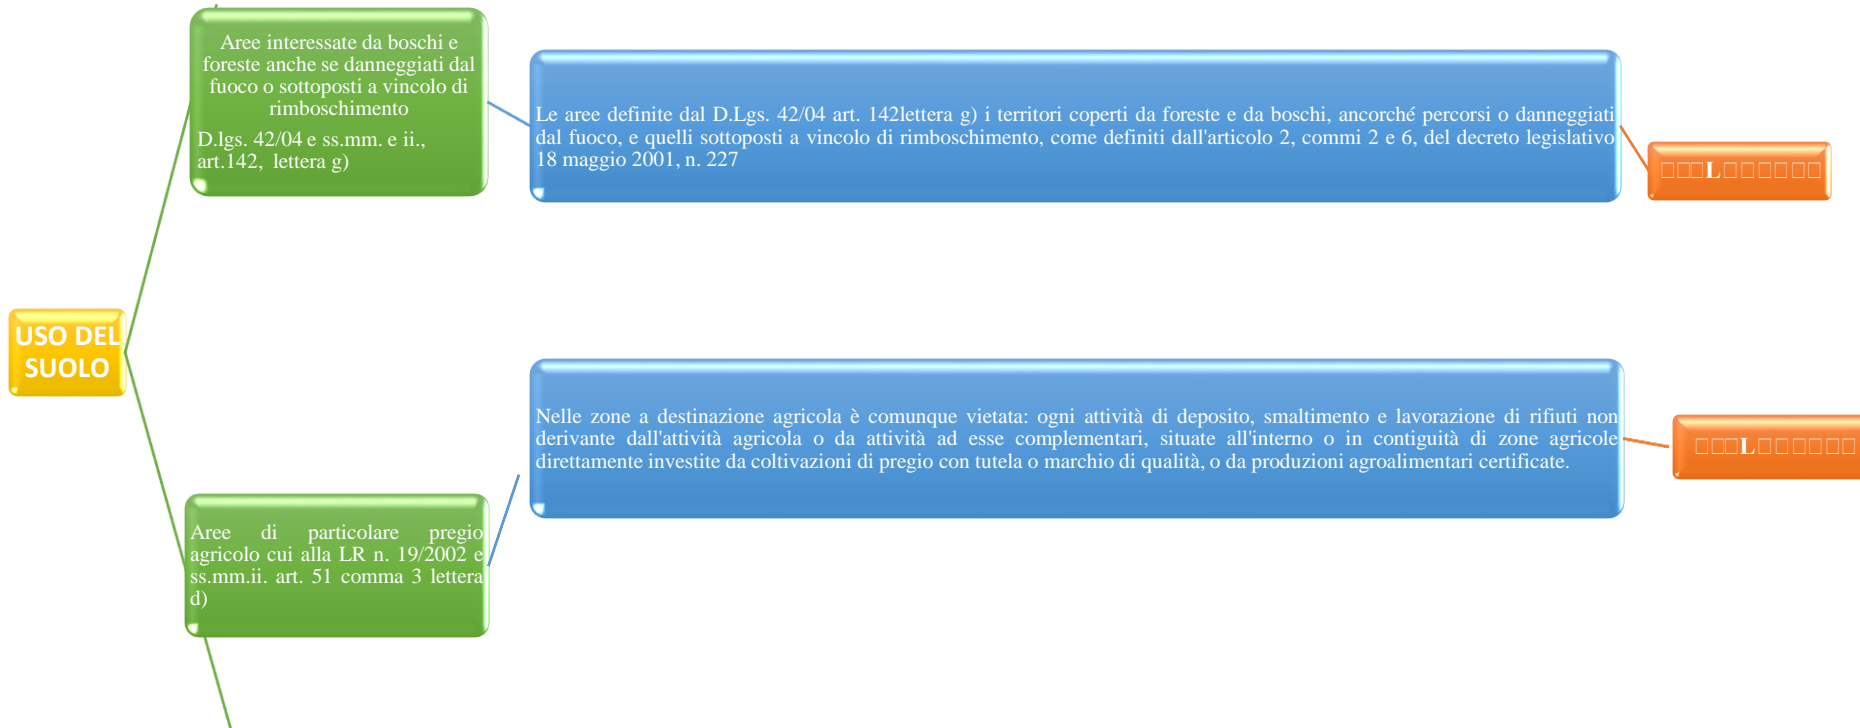 Aree interessate da boschi e
foreste anche se danneggiati dal
fuoco o sottoposti a vincolo di
rimboschimento
D.lgs. 42/04 e ss.mm. e ii.,
art.142, lettera g)
Le aree definite dal D.Lgs. 42/04 art. 142lettera g) i territori coperti da foreste e da boschi, ancorché percorsi o danneggiati
dal fuoco, e quelli sottoposti a vincolo di rimboschimento, come definiti dall'articolo 2, commi 2 e 6, del decreto legislativo
18 maggio 2001, n. 227
USO DEL
SUOLO
Nelle zone a destinazione agricola è comunque vietata: ogni attività di deposito, smaltimento e lavorazione di rifiuti non
derivante dall'attività agricola o da attività ad esse complementari, situate all'interno o in contiguità di zone agricole
direttamente investite da coltivazioni di pregio con tutela o marchio di qualità, o da produzioni agroalimentari certificate.
Aree di particolare pregio
agricolo cui alla LR n. 19/2002 e
ss.mm.ii. art. 51 comma 3 lettera
d)